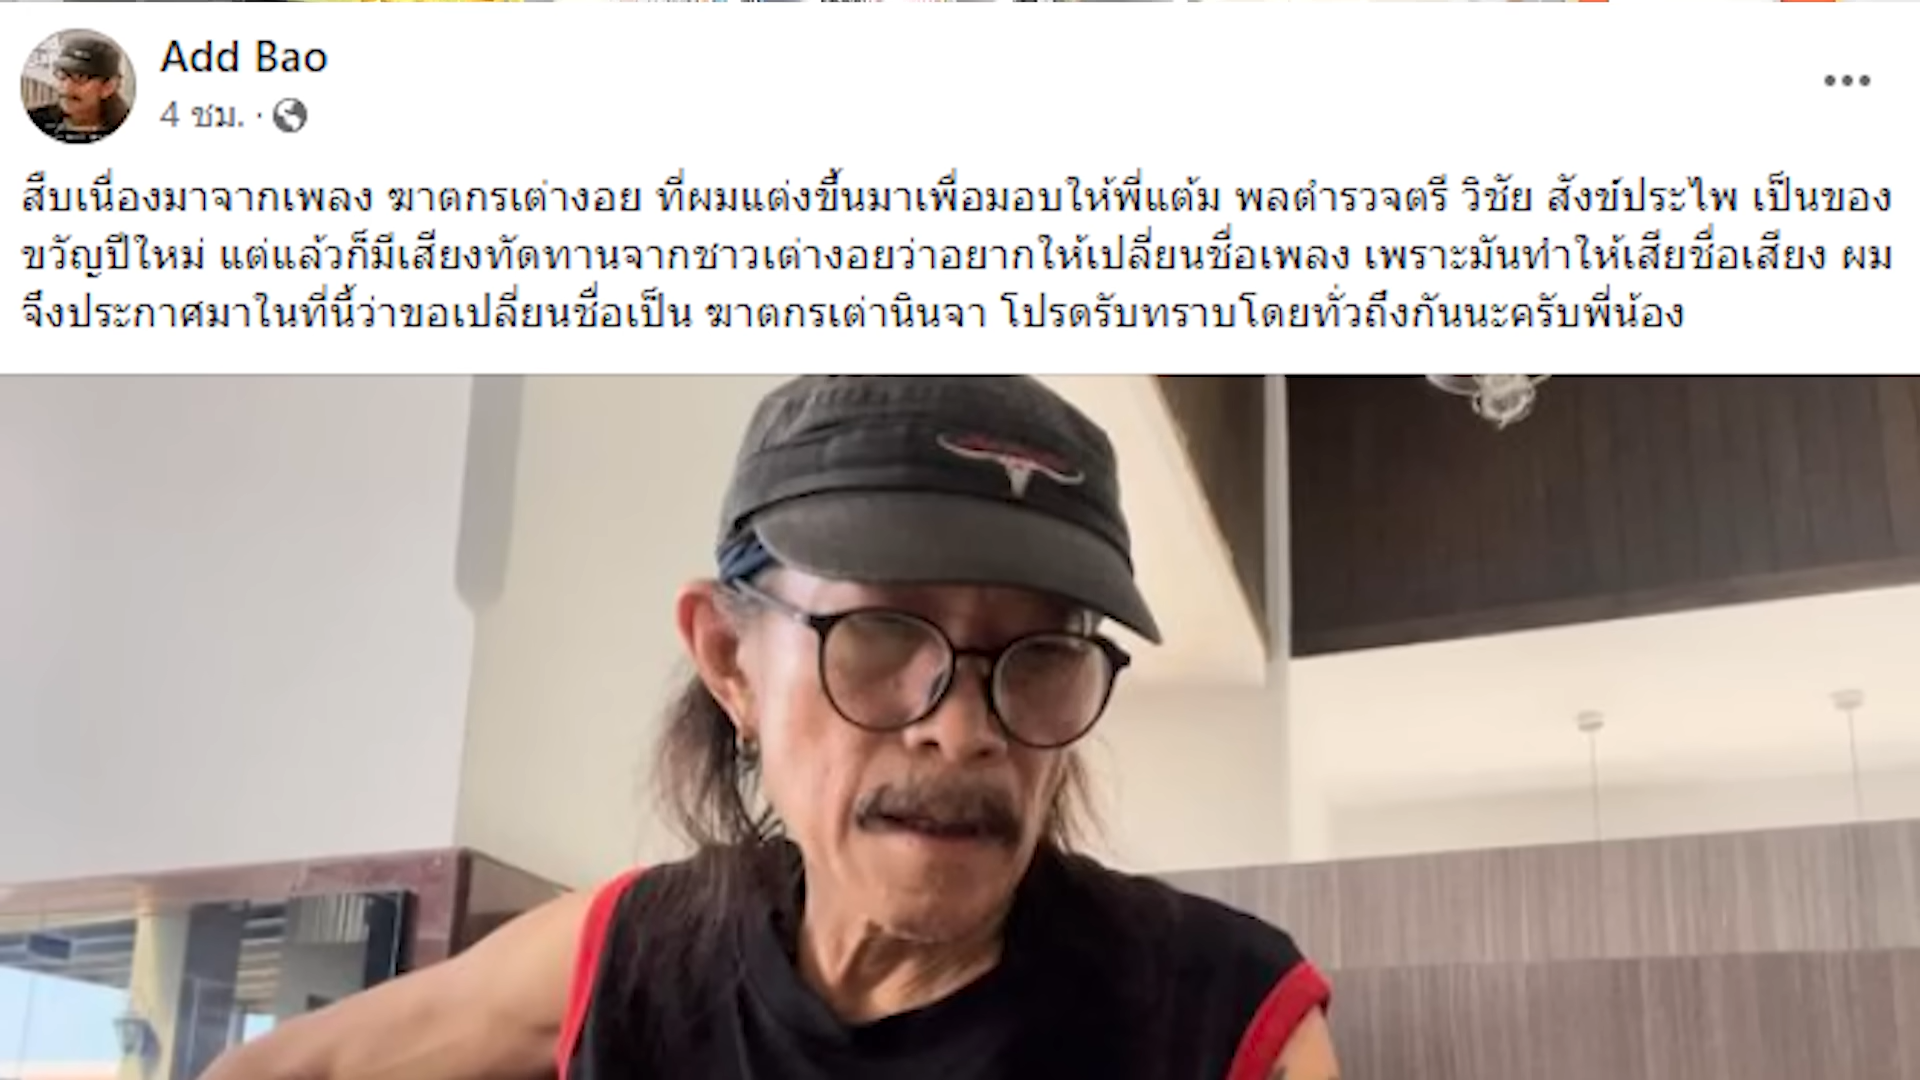 Add Bao
4 ชม. ·
สืบเนื่องมาจากเพลง ฆาตกรเต่างอย ที่ผมแต่งขึ้นมาเพื่อมอบให้พี่แต้ม พลตำรวจตรี วิชัย สังข์ประไพ เป็นของ
ขวัญปีใหม่ แต่แล้วก็มีเสียงทัดทานจากชาวเต่างอยว่าอยากให้เปลี่ยนชื่อเพลง เพราะมันทำให้เสียชื่อเสียง ผม
จึงประกาศมาในที่นี้ว่าขอเปลี่ยนชื่อเป็น ฆาตกรเต่านินจา โปรดรับทราบโดยทั่วถึงกันนะครับพี่น้อง